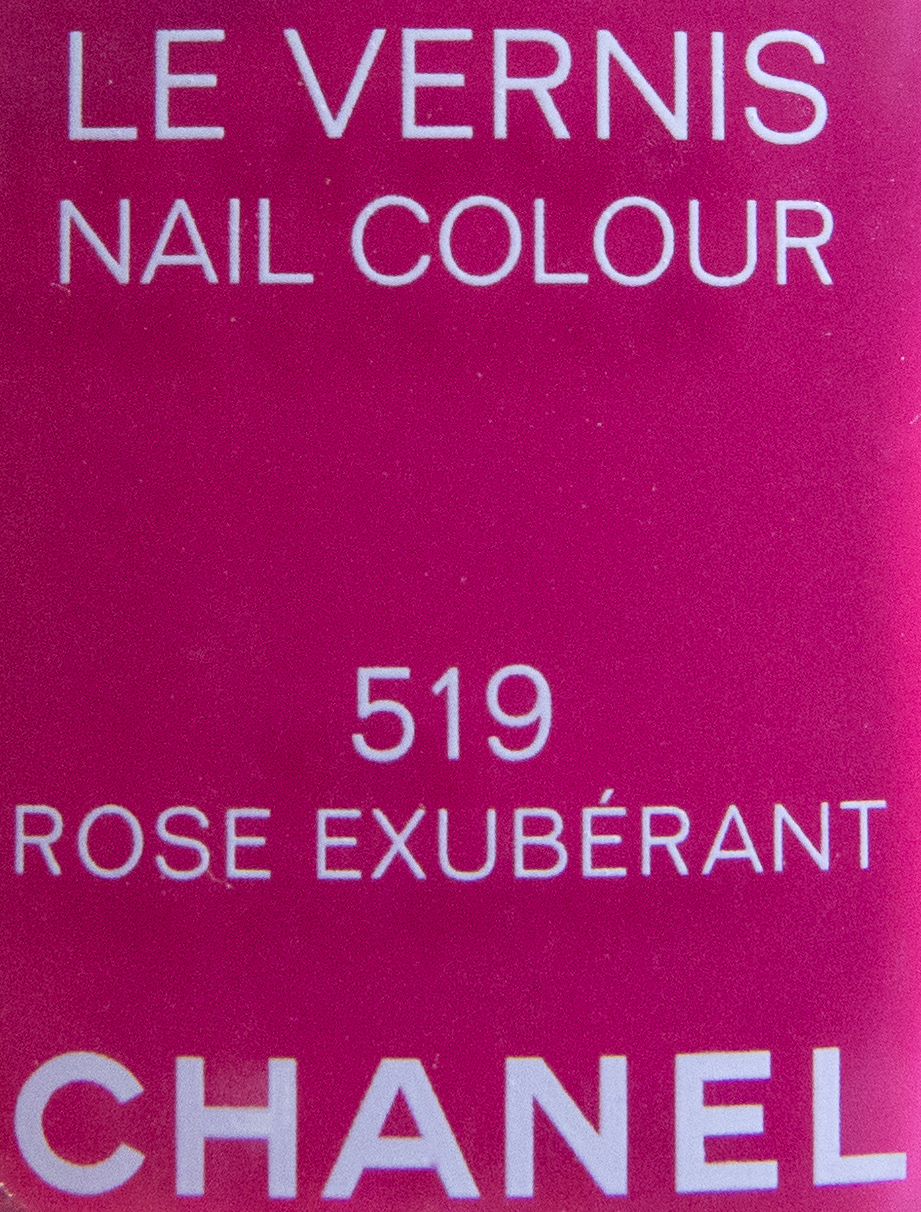 LE VERNIS
NAIL COLOUR
519
ROSE EXUBÉRANT
CHANEL